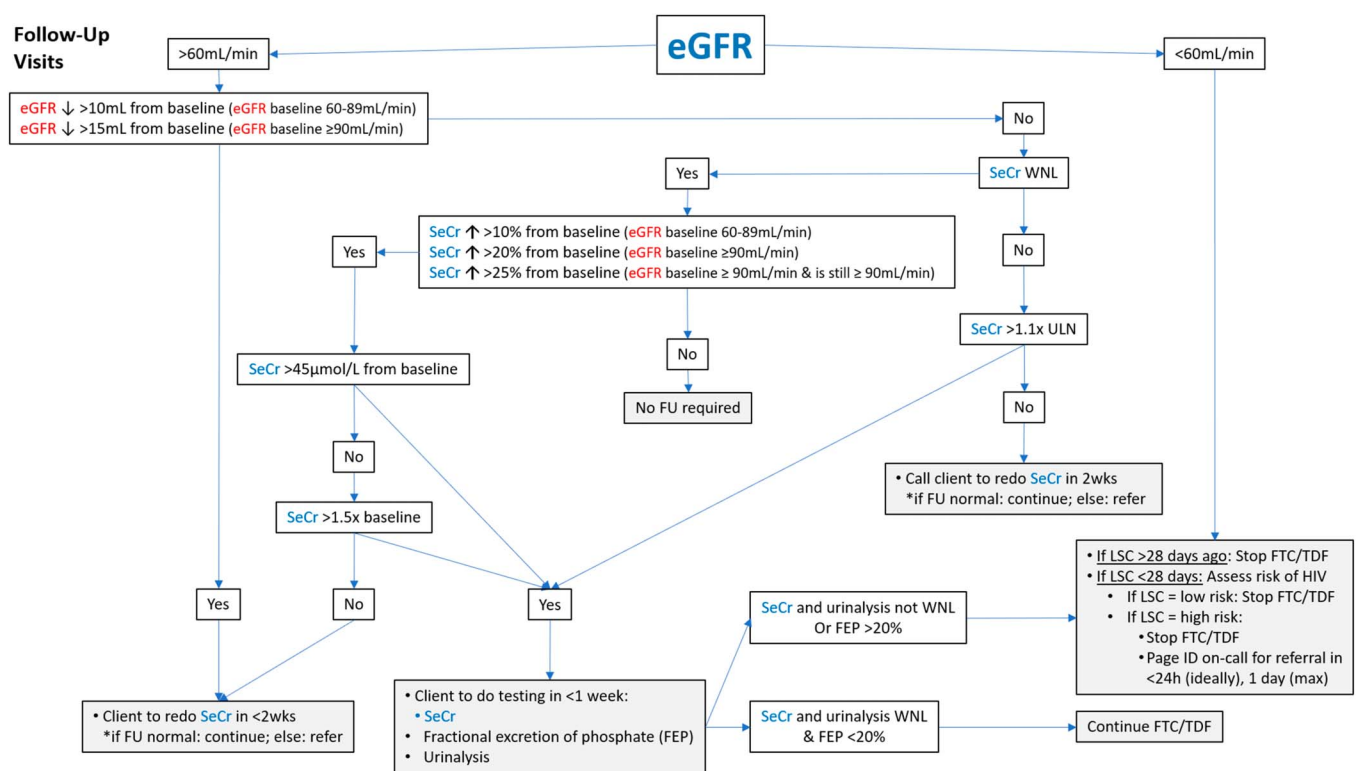 Follow-Up
Visits
eGFR
>60mL/min
<60mL/min
eGFR ↓ >10mL from baseline (eGFR baseline 60-89mL/min)
eGFR ↓ >15mL from baseline (eGFR baseline ≥90mL/min)
No
Yes
SeCr WNL
SeCr ↑ >10% from baseline (eGFR baseline 60-89mL/min)
SeCr ↑ >20% from baseline (eGFR baseline ≥90mL/min)
SeCr ↑ >25% from baseline (eGFR baseline ≥ 90mL/min & is still ≥ 90mL/min)
Yes
No
SeCr >1.1x ULN
No
SeCr >45µmol/L from baseline
No FU required
No
No
• Call client to redo SeCr in 2wks
*if FU normal: continue; else: refer
SeCr >1.5x baseline
Yes
No
Yes
• If LSC >28 days ago: Stop FTC/TDF
• If LSC <28 days: Assess risk of HIV
• If LSC = low risk: Stop FTC/TDF
• If LSC = high risk:
• Stop FTC/TDF
• Page ID on-call for referral in
<24h (ideally), 1 day (max)
SeCr and urinalysis not WNL
Or FEP >20%
• Client to redo SeCr in <2wks
*if FU normal: continue; else: refer
• Client to do testing in <1 week:
• SeCr
• Fractional excretion of phosphate (FEP)
• Urinalysis
SeCr and urinalysis WNL
& FEP <20%
Continue FTC/TDF